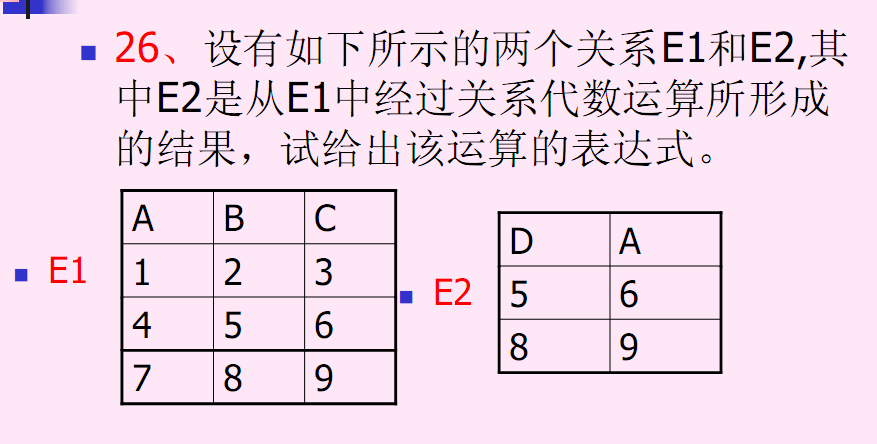 26、设有如下所示的两个关系E1和E2,其
中E2是从E1中经过关系代数运算所形成
的结果，试给出该运算的表达式。
E1
A B C
1 2 3
4 5 6
7 8 9
E2
D A
5 6
8 9